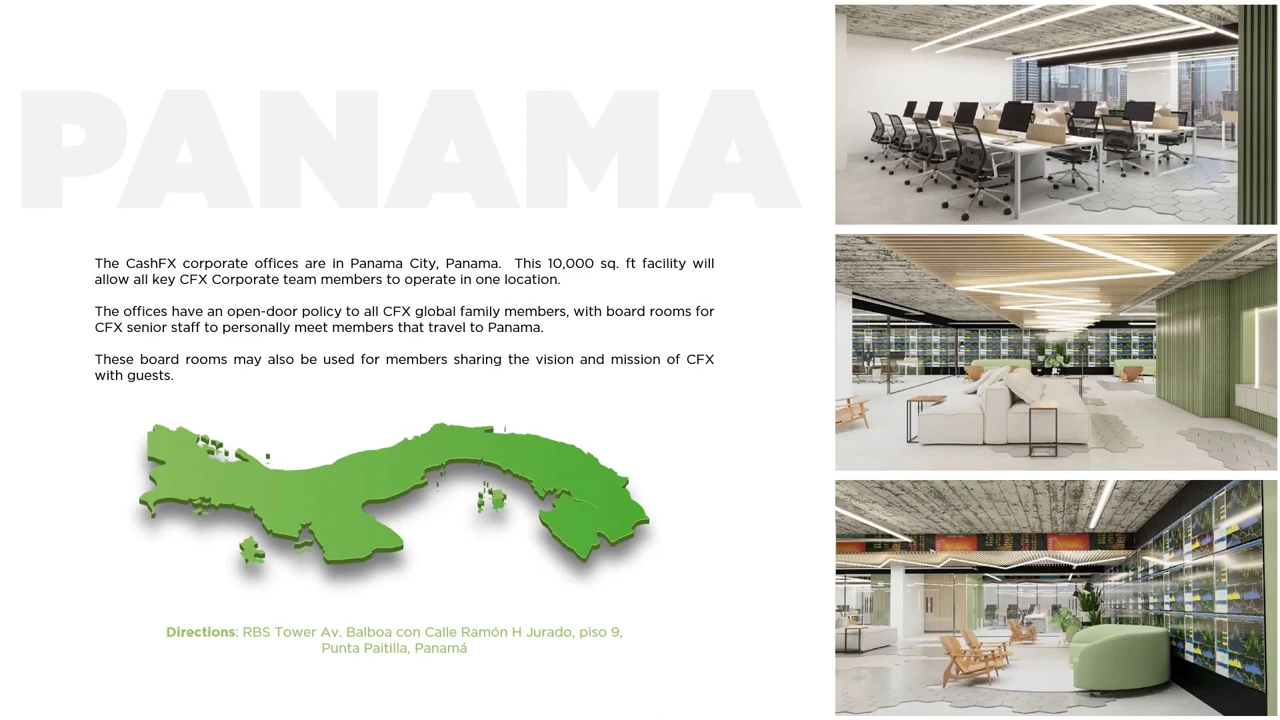 PANAMA
The CashFX corporate offices are in Panama City, Panama. This 10,000 sq. ft facility will
allow all key CFX Corporate team members to operate in one location.
The offices have an open-door policy to all CFX global family members, with board rooms for
CFX senior staff to personally meet members that travel to Panama.
These board rooms may also be used for members sharing the vision and mission of CFX
with guests.
Directions: RBS Tower Av. Balboa con Calle Ramón H Jurado, piso 9,
Punta Paitilla, Panamá